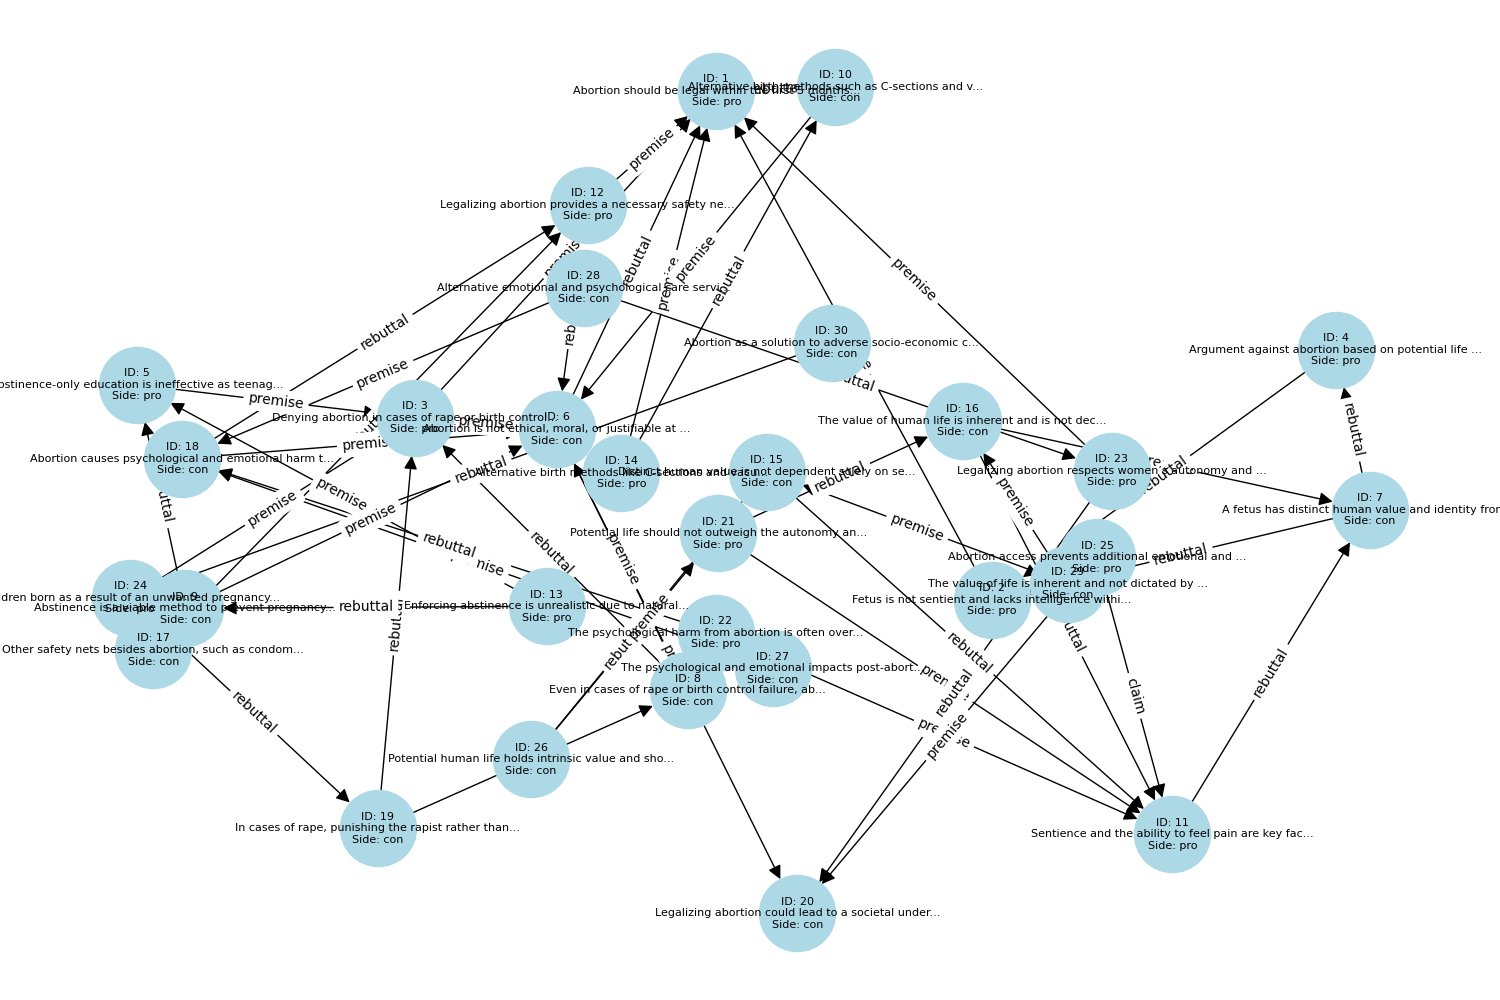 ID: 1
Abortion should be legal within the first 5 months...
Side: pro
ID: 10
Alternative birth methods such as C-sections and v...
Side: con
premise
ID: 12
Legalizing abortion provides a necessary safety ne...
Side: pro
ID: 28
Alternative emotional and psychological care servi...
Side: con
rebuttal
premise
premise
rebuttal
premise
rebuttal
premise
ID: 30
Abortion as a solution to adverse socio-economic c...
Side: con
ID: 4
Argument against abortion based on potential life ...
Side: pro
ID: 5
Abstinence-only education is ineffective as teenag...
Side: pro
premise
ID: 3
Denying abortion in cases of rape or birth control...
Side: pro
premise
ID: 6
Abortion is not ethical, moral, or justifiable at ...
Side: con
ID: 16
The value of human life is inherent and is not dec...
Side: con
rebuttal
ID: 18
Abortion causes psychological and emotional harm t...
Side: con
premise
rebuttal
ID: 14
Alternative birth methods like C-sections and vacu...
Side: pro
ID: 15
Distinct human value is not dependent solely on se...
Side: con
rebuttal
ID: 23
Legalizing abortion respects women's autonomy and ...
Side: pro
rebuttal
ID: 7
A fetus has distinct human value and identity from
Side: con
premise
premise
premise
rebuttal
ID: 21
Potential life should not outweigh the autonomy an...
Side: pro
premise
premise
rebuttal
rebuttal
premise
rebuttal
ID: 25
Abortion access prevents additional emotional and ...
Side: pro
ID: 29
The value of life is inherent and not dictated by ...
Side: con
ID: 2
Fetus is not sentient and lacks intelligence withi...
Side: pro
ID: 24
born as a result of an unwanted pregnancy...
Side: pro
ID: 9
Abstinence is a viable method to prevent pregnancy...
Side: con
rebuttal
ID: 13
Enforcing abstinence is unrealistic due to natural...
Side: pro
premise
ID: 17
Other safety nets besides abortion, such as condom...
Side: con
rebuttal
ID: 22
The psychological harm from abortion is often over...
Side: pro
ID: 27
The psychological and emotional impacts post-abort...
Side: con
ID: 8
Even in cases of rape or birth control failure, ab...
Side: con
rebuttal
rebuttal
claim
rebuttal
rebuttal
premise
ID: 26
Potential human life holds intrinsic value and sho...
Side: con
ID: 19
In cases of rape, punishing the rapist rather than...
Side: con
ID: 11
Sentience and the ability to feel pain are key fac...
Side: pro
ID: 20
Legalizing abortion could lead to a societal under...
Side: con